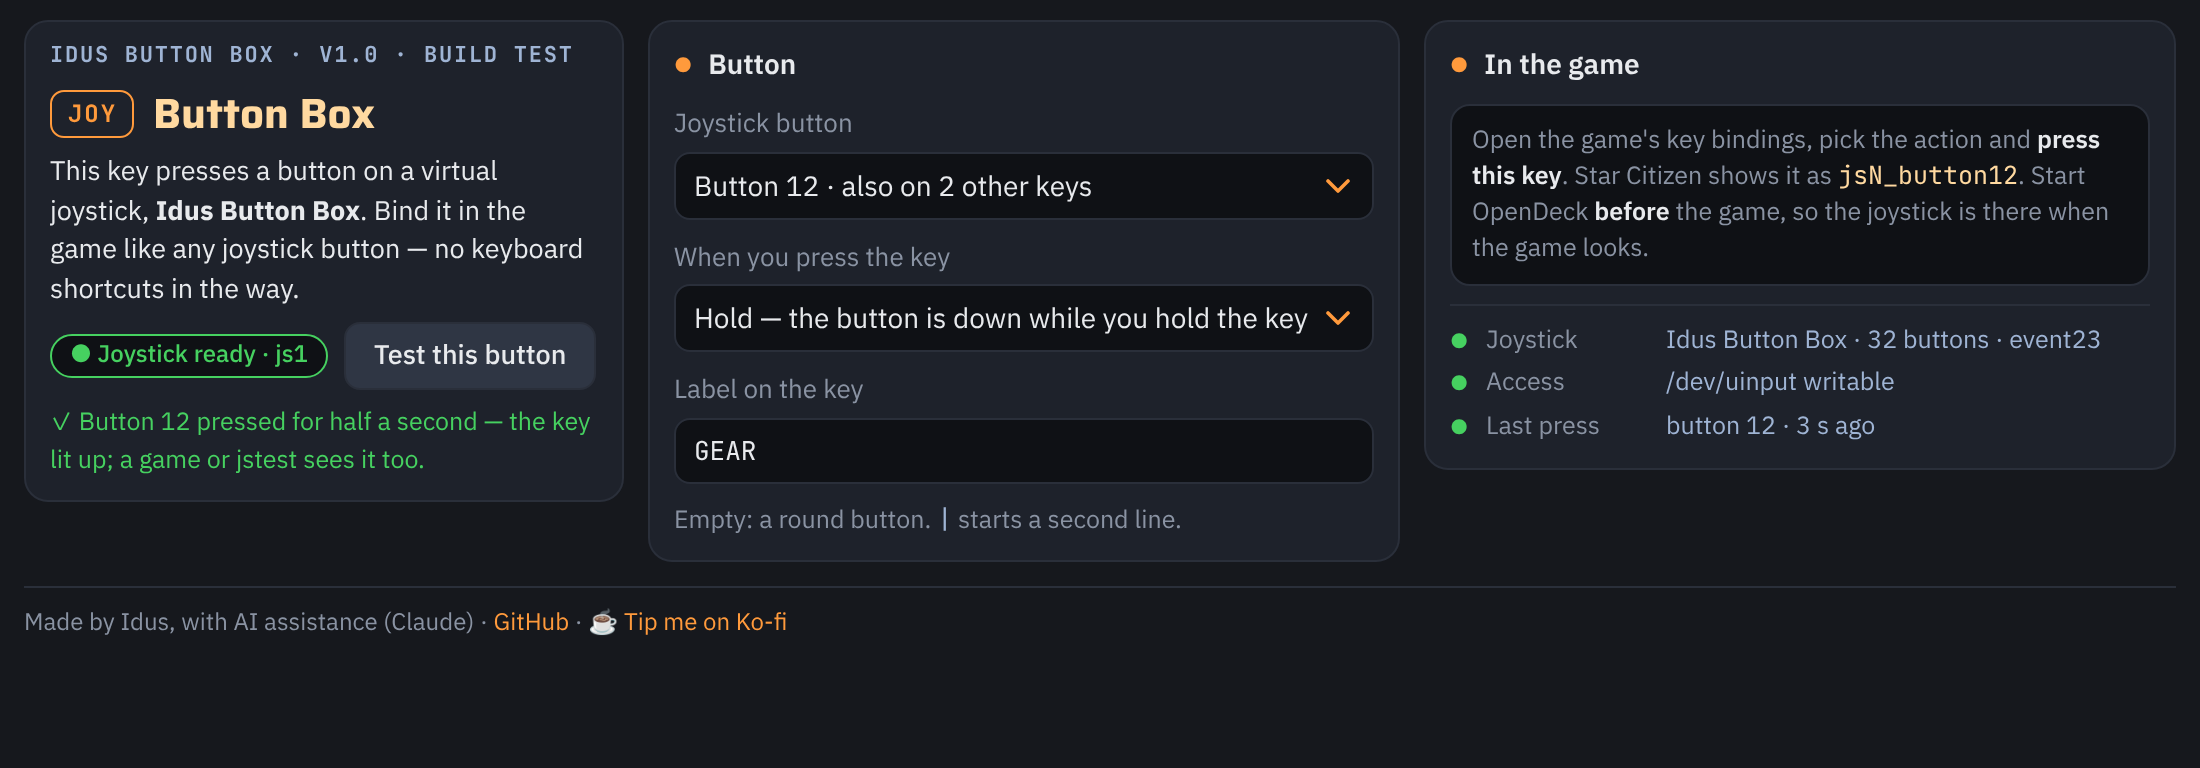 IDUS BUTTON BOX · V1.0 · BUILD TEST
JOY Button Box
This key presses a button on a virtual
joystick, Idus Button Box. Bind it in the
game like any joystick button — no keyboard
shortcuts in the way.
Joystick ready · js1
Test this button
✓ Button 12 pressed for half a second — the key
lit up; a game or jstest sees it too.
Button
Joystick button
Button 12 · also on 2 other keys
When you press the key
Hold — the button is down while you hold the key
Label on the key
GEAR
Empty: a round button. | starts a second line.
In the game
Open the game's key bindings, pick the action and press
this key. Star Citizen shows it as jsN_button12. Start
OpenDeck before the game, so the joystick is there when
the game looks.
Joystick Idus Button Box · 32 buttons · event23
Access /dev/uinput writable
Last press button 12 · 3 s ago
Made by Idus, with AI assistance (Claude) · GitHub · ☕ Tip me on Ko-fi